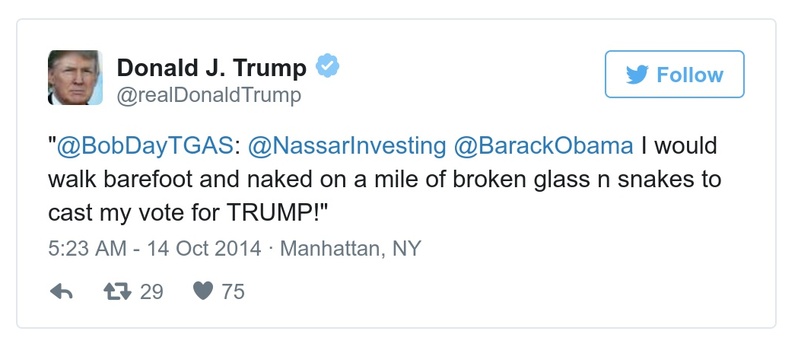 Donald J. Trump
@realDonaldTrump
Follow
"@BobDayTGAS: @NassarInvesting @BarackObama I would
walk barefoot and naked on a mile of broken glass n snakes to
cast my vote for TRUMP!"
5:23 AM - 14 Oct 2014 · Manhattan, NY
29 75